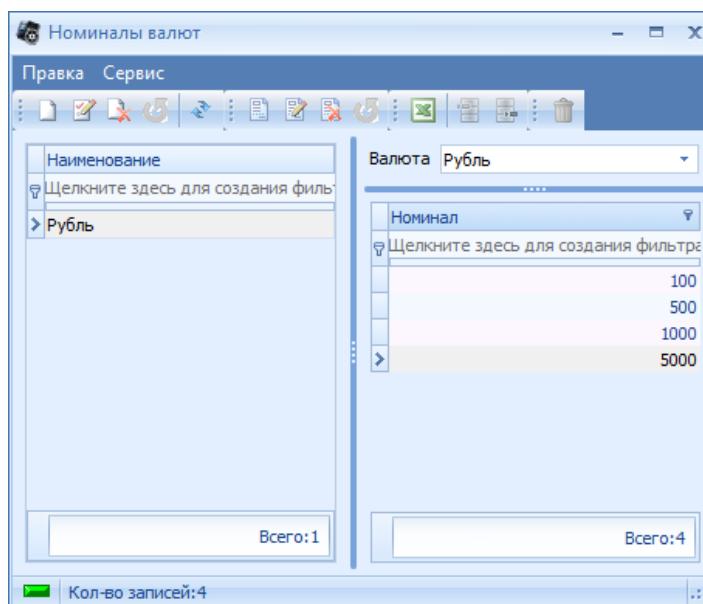 Номиналы валют
Правка Сервис
Наименование
Щелкните здесь для создания филь
Рубль
Всего:1
Валюта Рубль
Номинал
Щелкните здесь для создания фильтра
100
500
1000
5000
Всего:4
Кол-во записей:4